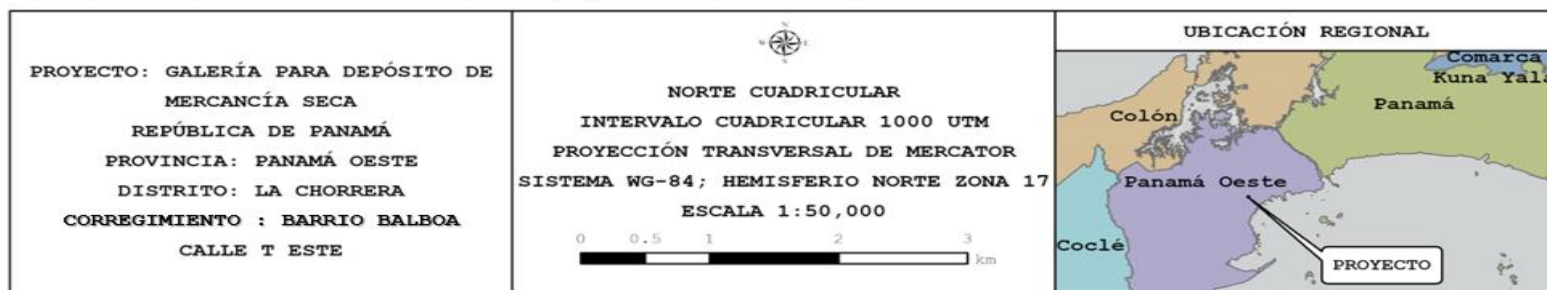 PROYECTO: GALERÍA PARA DEPÓSITO DE
MERCANCÍA SECA
REPÚBLICA DE PANAMÁ
PROVINCIA: PANAMÁ OESTE
DISTRITO: LA CHORRERA
CORREGIMIENTO : BARRIO BALBOA
CALLE T ESTE
N
W E
S
NORTE CUADRICULAR
INTERVALO CUADRICULAR 1000 UTM
PROYECCIÓN TRANSVERSAL DE MERCATOR
SISTEMA WG-84; HEMISFERIO NORTE ZONA 17
ESCALA 1:50,000
0 0.5 1 2 3
km
UBICACIÓN REGIONAL
Comarca
Kuna Yala
Colón
Panamá
Panamá Oeste
Coclé
PROYECTO